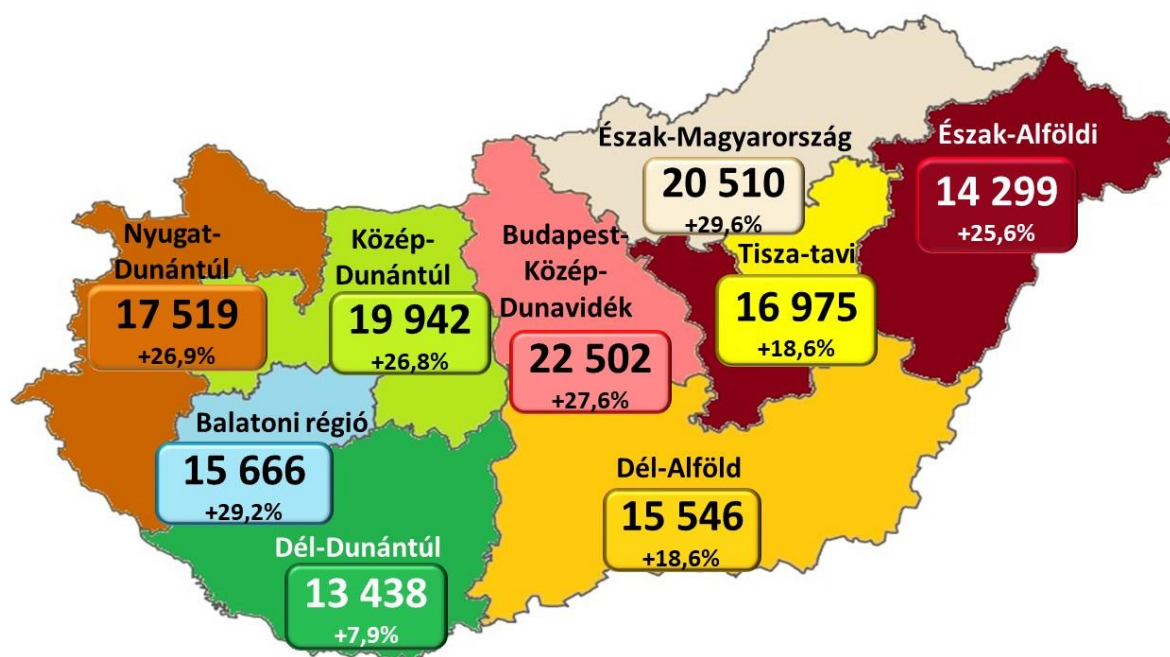 Észak-Magyarország
20 510
+29,6%
Észak-Alföldi
14 299
+25,6%
Nyugat-
Dunántúl
17 519
+26,9%
Közép-
Dunántúl
19 942
+26,8%
Budapest-
Közép-
Dunavidék
22 502
+27,6%
Tisza-tavi
16 975
+18,6%
Balatoni régió
15 666
+29,2%
Dél-Alföld
15 546
+18,6%
Dél-Dunántúl
13 438
+7,9%